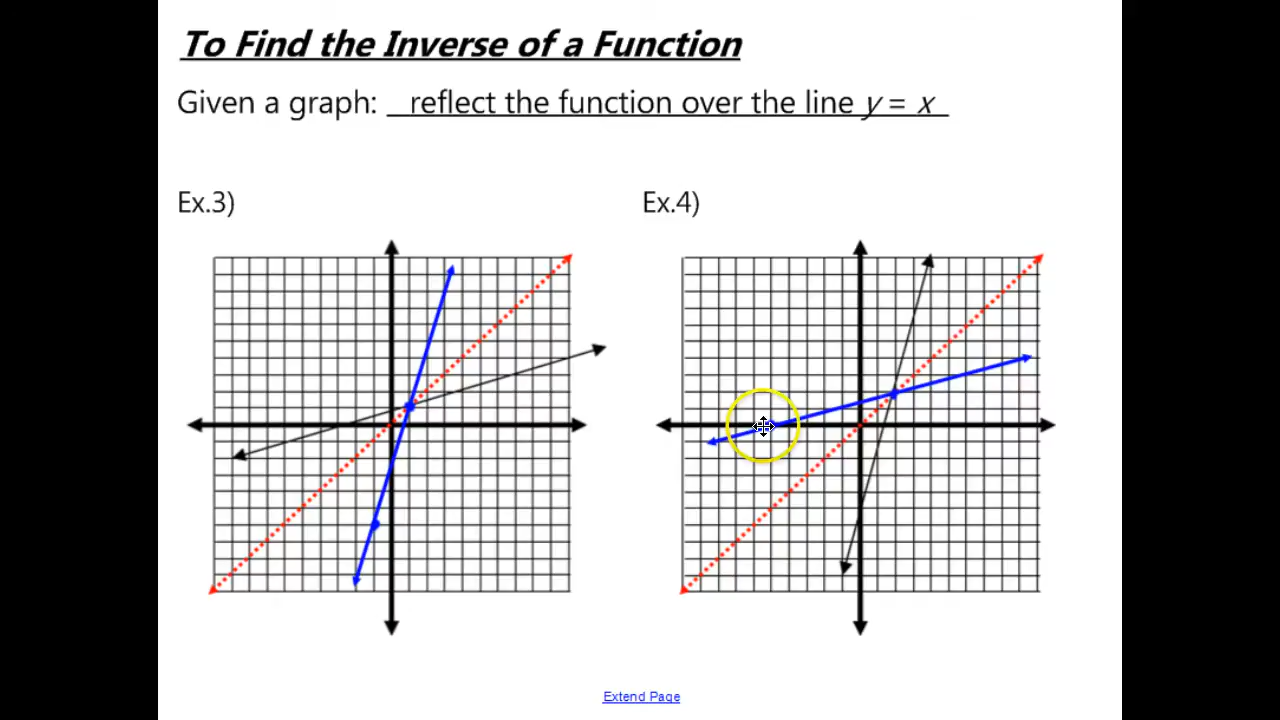 To Find the Inverse of a Function
Given a graph: reflect the function over the line y = x
Ex.3)
Ex.4)
Extend Page